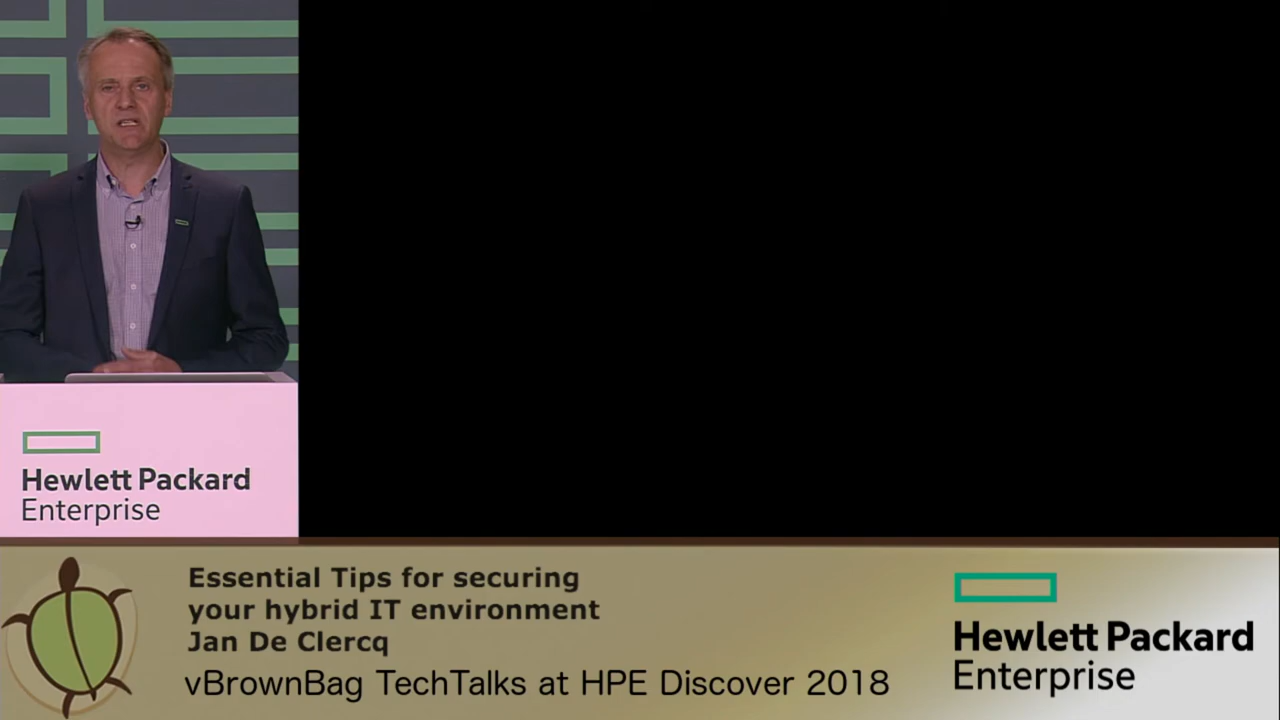 Hewlett Packard
Enterprise
Essential Tips for securing
your hybrid IT environment
Jan De Clercq
vBrownBag TechTalks at HPE Discover 2018
Hewlett Packard
Enterprise